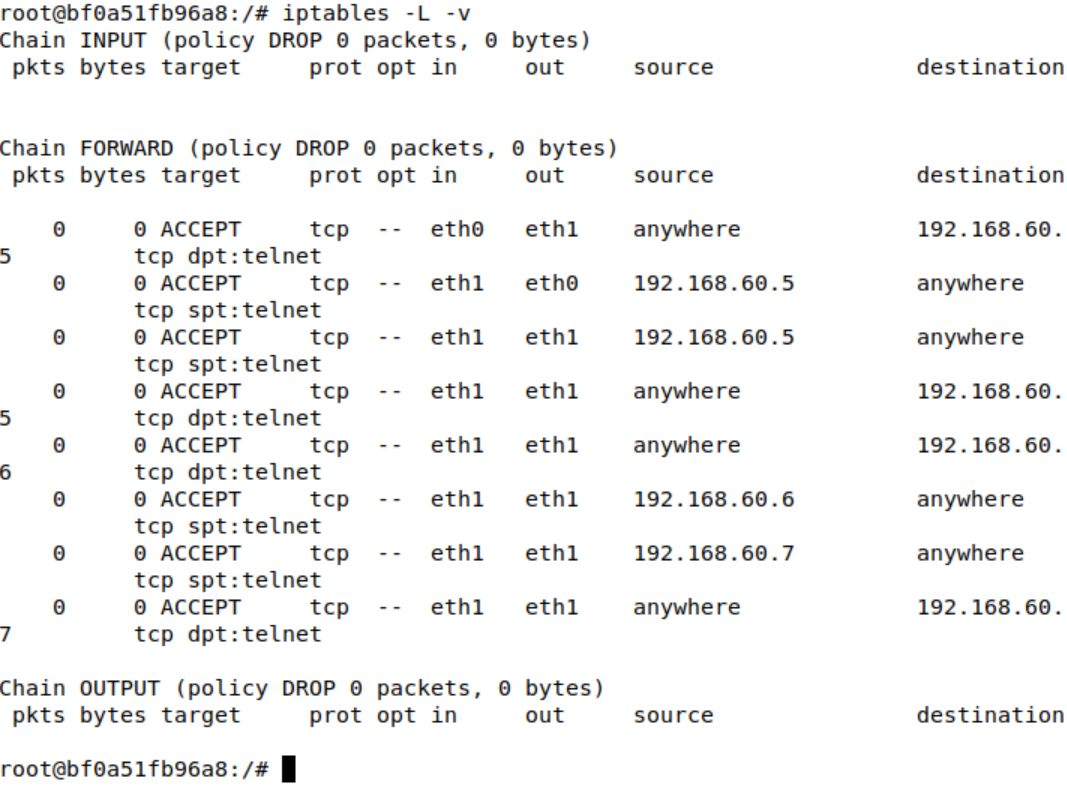 root@bf0a51fb96a8:/# iptables -L -v
Chain INPUT (policy DROP 0 packets, 0 bytes)
 pkts bytes target     prot opt in     out     source               destination


Chain FORWARD (policy DROP 0 packets, 0 bytes)
 pkts bytes target     prot opt in     out     source               destination

    0     0 ACCEPT     tcp  --  eth0   eth1    anywhere             192.168.60.
5         tcp dpt:telnet
    0     0 ACCEPT     tcp  --  eth1   eth0    192.168.60.5         anywhere
          tcp spt:telnet
    0     0 ACCEPT     tcp  --  eth1   eth1    192.168.60.5         anywhere
          tcp spt:telnet
    0     0 ACCEPT     tcp  --  eth1   eth1    anywhere             192.168.60.
5         tcp dpt:telnet
    0     0 ACCEPT     tcp  --  eth1   eth1    anywhere             192.168.60.
6         tcp dpt:telnet
    0     0 ACCEPT     tcp  --  eth1   eth1    192.168.60.6         anywhere
          tcp spt:telnet
    0     0 ACCEPT     tcp  --  eth1   eth1    192.168.60.7         anywhere
          tcp spt:telnet
    0     0 ACCEPT     tcp  --  eth1   eth1    anywhere             192.168.60.
7         tcp dpt:telnet

Chain OUTPUT (policy DROP 0 packets, 0 bytes)
 pkts bytes target     prot opt in     out     source               destination

root@bf0a51fb96a8:/#